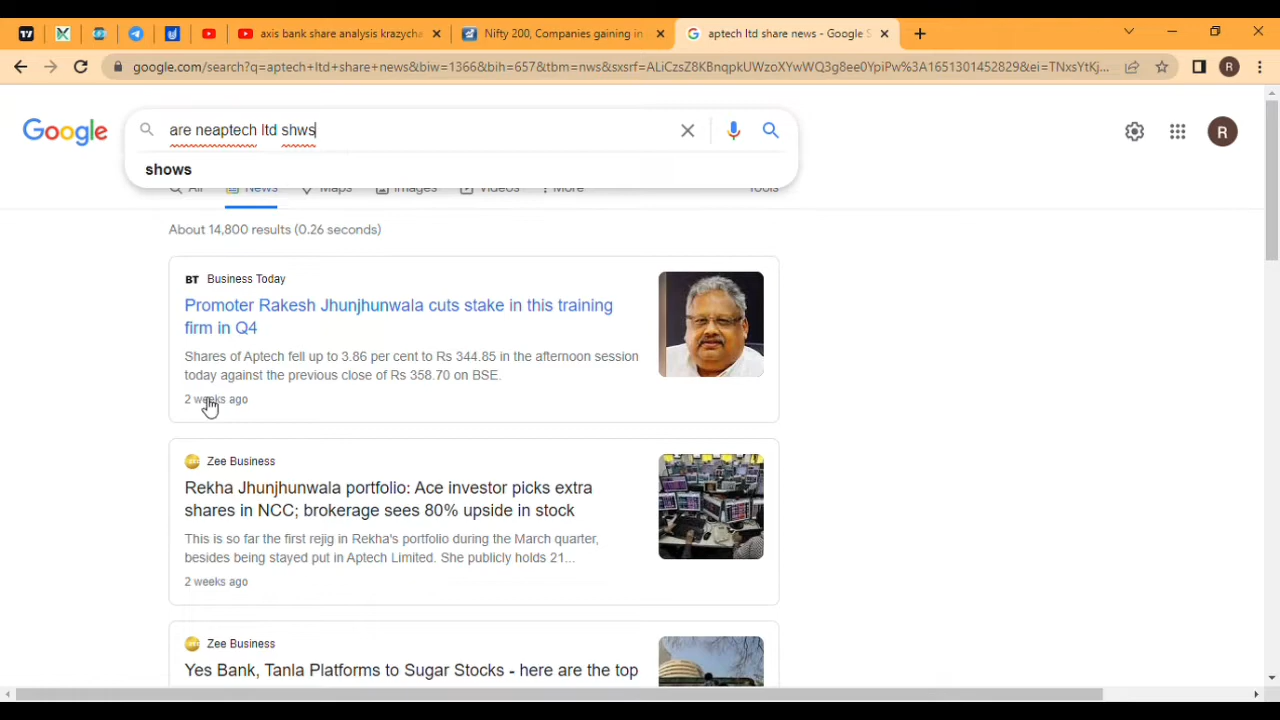 axis bank share analysis krazycha
Nifty 200, Companies gaining in
aptech ltd share news - Google S
google.com/search?q=aptech+ltd+share+news&biw=1366&bih=657&tbm=nws&sxsrf=ALiCzsZ8KBnqpkUWzoXYwWQ3g8ee0YpiPw%3A1651301452829&ei=TNxsYtKj...
R
Google
are neaptech ltd shws
R
shows
All News Maps Images Videos More Tools
About 14,800 results (0.26 seconds)
BT Business Today
Promoter Rakesh Jhunjhunwala cuts stake in this training
firm in Q4
Shares of Aptech fell up to 3.86 per cent to Rs 344.85 in the afternoon session
today against the previous close of Rs 358.70 on BSE.
2 weeks ago
Zee Business
Rekha Jhunjhunwala portfolio: Ace investor picks extra
shares in NCC; brokerage sees 80% upside in stock
This is so far the first rejig in Rekha's portfolio during the March quarter,
besides being stayed put in Aptech Limited. She publicly holds 21...
2 weeks ago
Zee Business
Yes Bank, Tanla Platforms to Sugar Stocks - here are the top